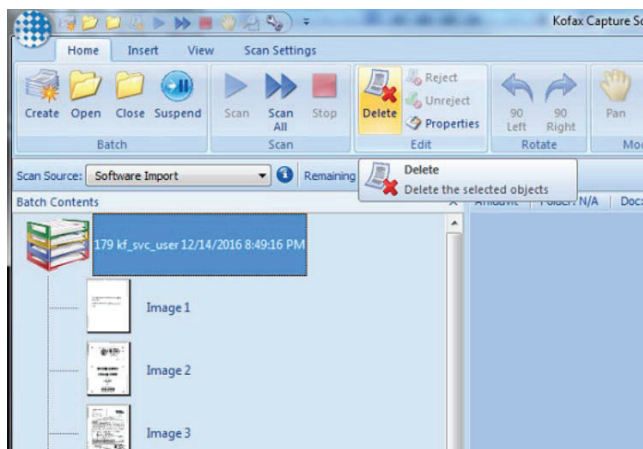 Kofax Capture Sc
Home Insert View Scan Settings
Create Open Close Suspend
Batch
Scan Scan All Stop
Scan
Delete
Reject
Unreject
Properties
Edit
90 Left 90 Right
Rotate
Pan
Mo
Scan Source: Software Import Remaining
Delete
Delete the selected objects
Batch Contents
Folder: N/A Doc:
179 kf_svc_user 12/14/2016 8:49:16 PM
Image 1
Image 2
Image 3